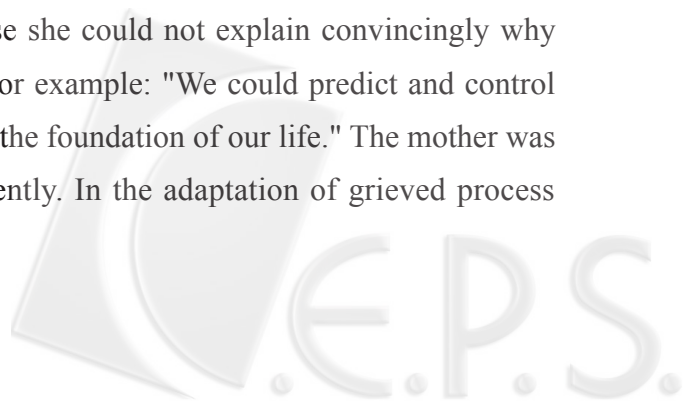 se she could not explain convincingly why
or example: "We could predict and control
the foundation of our life." The mother was
ently. In the adaptation of grieved process
C.E.P.S.